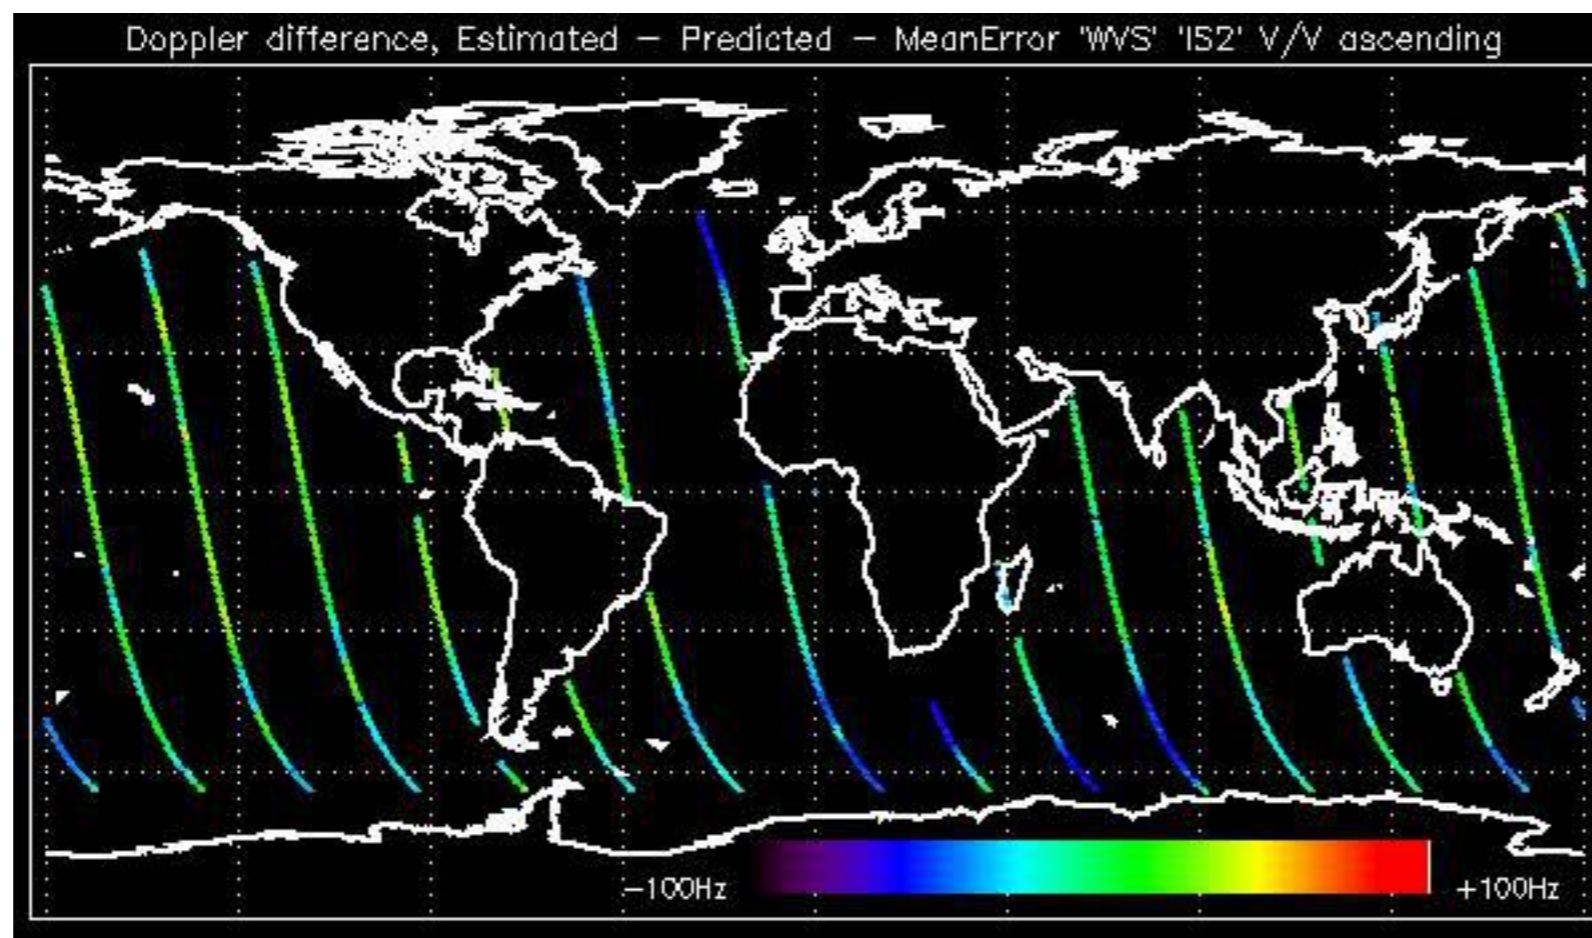 Doppler difference, Estimated – Predicted – MeanError 'WVS' 'IS2' V/V ascending
–100Hz +100Hz